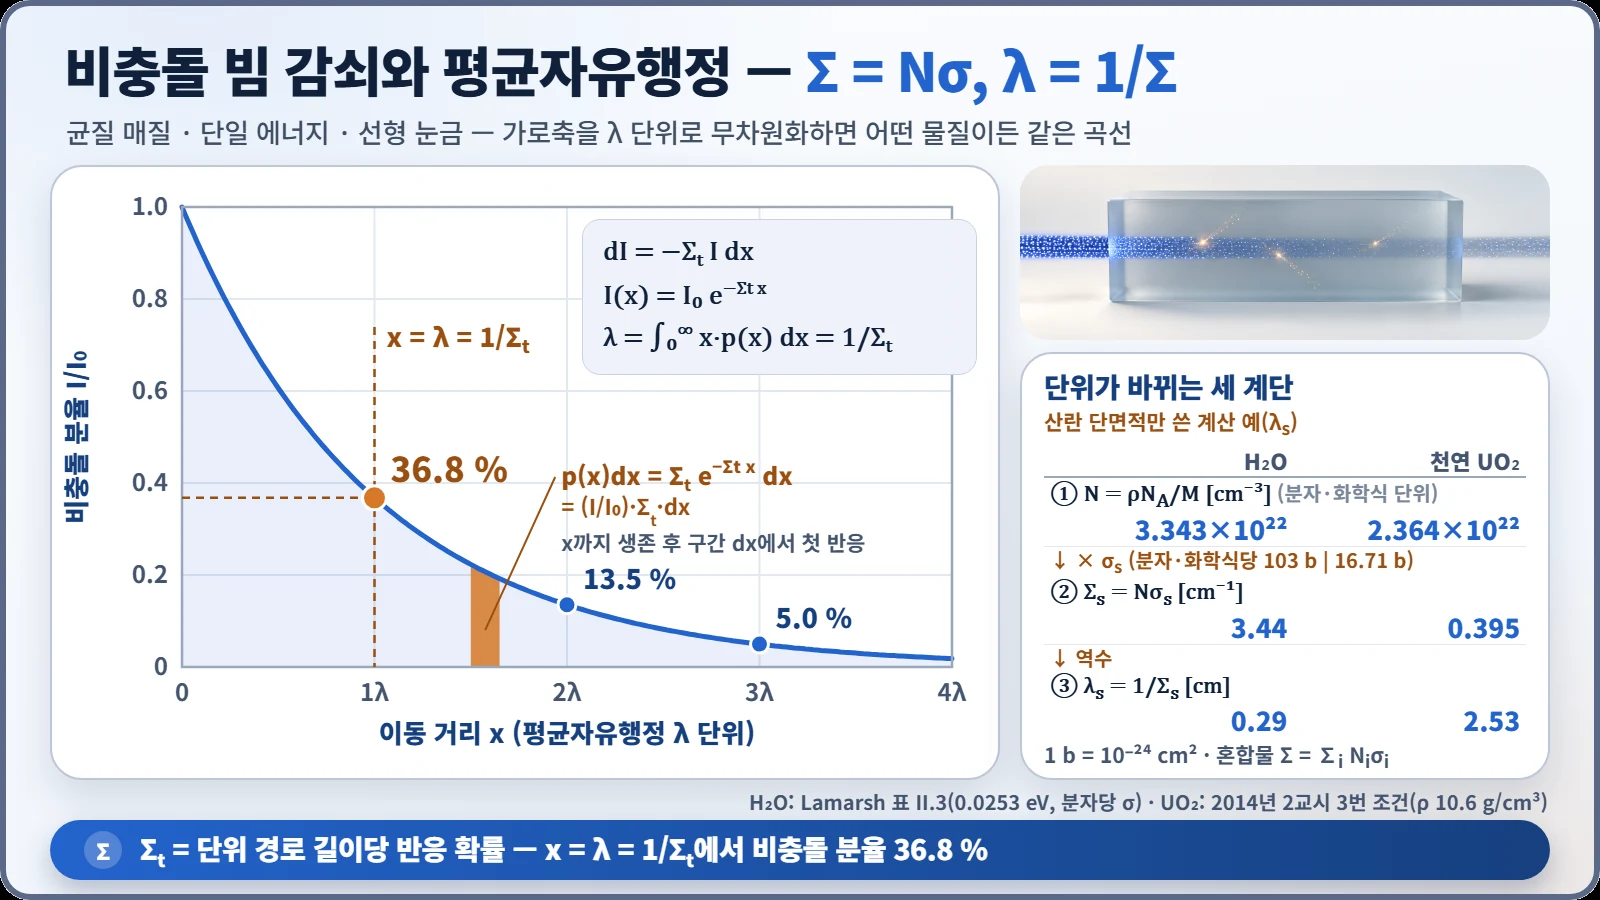 비충돌 빔 감쇠와 평균자유행정 — Σ = Nσ, λ = 1/Σ
균질 매질 · 단일 에너지 · 선형 눈금 — 가로축을 λ 단위로 무차원화하면 어떤 물질이든 같은 곡선
비충돌 분율 I/I₀
1.0
0.8
0.6
0.4
0.2
0
0 1λ 2λ 3λ 4λ
이동 거리 x (평균자유행정 λ 단위)
dI = −Σₜ I dx
I(x) = I₀ e^−Σt x
λ = ∫₀^∞ x·p(x) dx = 1/Σₜ
x = λ = 1/Σₜ
36.8 %
p(x)dx = Σₜ e^−Σt x dx
= (I/I₀)·Σₜ·dx
x까지 생존 후 구간 dx에서 첫 반응
13.5 %
5.0 %
단위가 바뀌는 세 계단
산란 단면적만 쓴 계산 예(λₛ)
H₂O 천연 UO₂
① N = ρN_A/M [cm⁻³] (분자·화학식 단위)
3.343×10²² 2.364×10²²
↓ × σₛ (분자·화학식당 103 b | 16.71 b)
② Σₛ = Nσₛ [cm⁻¹]
3.44 0.395
↓ 역수
③ λₛ = 1/Σₛ [cm]
0.29 2.53
1 b = 10⁻²⁴ cm² · 혼합물 Σ = Σᵢ Nᵢσᵢ
H₂O: Lamarsh 표 II.3(0.0253 eV, 분자당 σ) · UO₂: 2014년 2교시 3번 조건(ρ 10.6 g/cm³)
Σ Σₜ = 단위 경로 길이당 반응 확률 — x = λ = 1/Σₜ에서 비충돌 분율 36.8 %